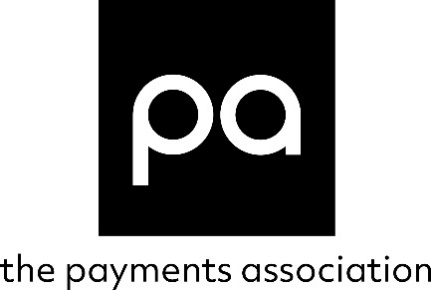 pa
the payments association